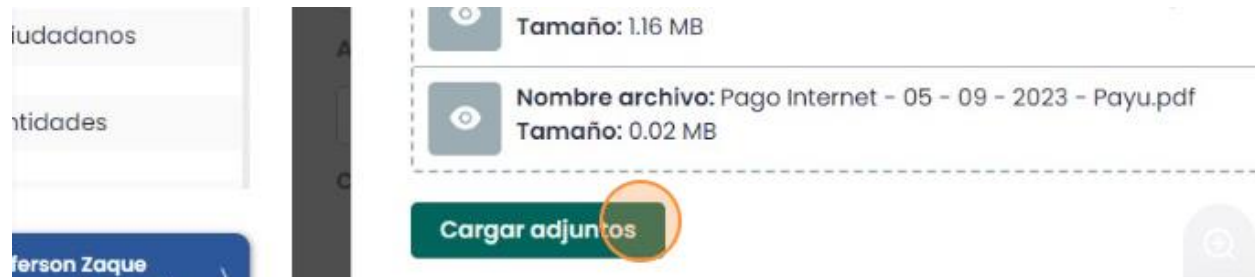 iudadanos
ntidades
ferson Zaque
Tamaño: 1.16 MB
Nombre archivo: Pago Internet - 05 - 09 - 2023 - Payu.pdf
Tamaño: 0.02 MB
Cargar adjuntos